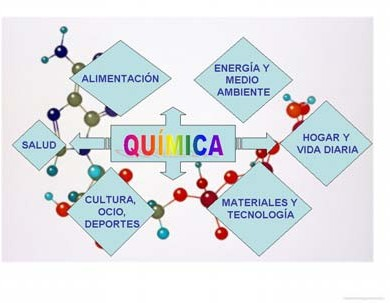 ALIMENTACIÓN
ENERGÍA Y
MEDIO
AMBIENTE
SALUD
QUÍMICA
HOGAR Y
VIDA DIARIA
CULTURA,
OCIO,
DEPORTES
MATERIALES Y
TECNOLOGÍA